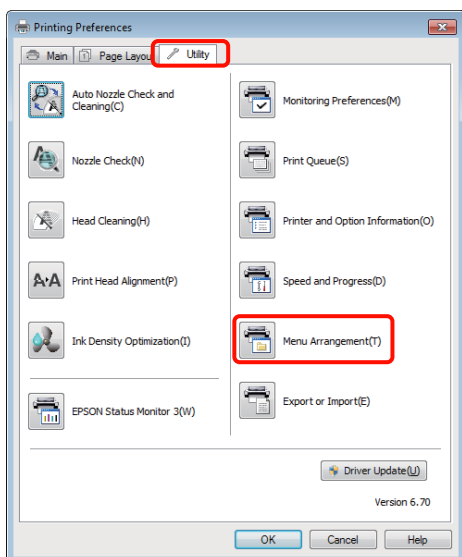 Printing Preferences
Main
Page Layou
Utility
Auto Nozzle Check and
Cleaning(C)
Monitoring Preferences(M)
Nozzle Check(N)
Print Queue(S)
Head Cleaning(H)
Printer and Option Information(O)
Print Head Alignment(P)
Speed and Progress(D)
Ink Density Optimization(I)
Menu Arrangement(T)
EPSON Status Monitor 3(W)
Export or Import(E)
Driver Update(U)
Version 6.70
OK
Cancel
Help